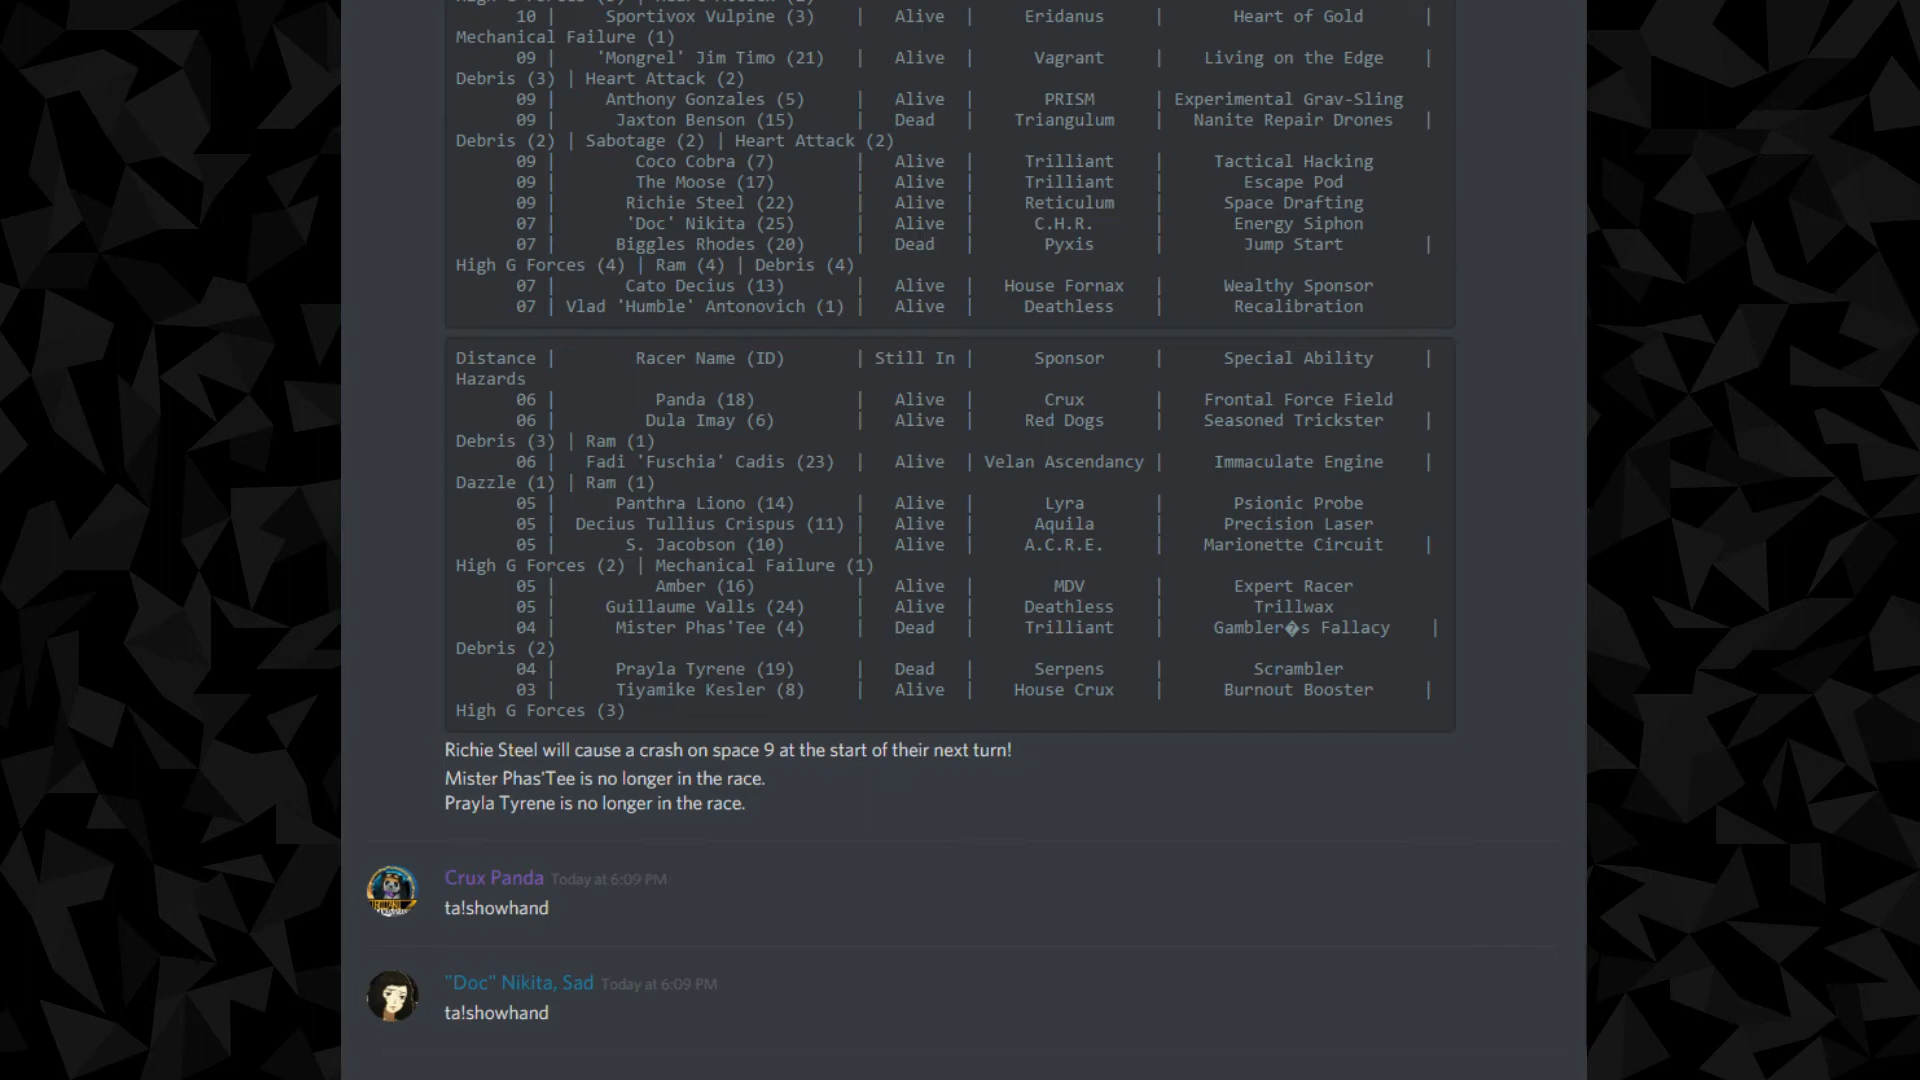 10 | Sportivox Vulpine (3) | Alive | Eridanus | Heart of Gold |
Mechanical Failure (1)
09 | 'Mongrel' Jim Timo (21) | Alive | Vagrant | Living on the Edge |
Debris (3) | Heart Attack (2)
09 | Anthony Gonzales (5) | Alive | PRISM | Experimental Grav-Sling
09 | Jaxton Benson (15) | Dead | Triangulum | Nanite Repair Drones |
Debris (2) | Sabotage (2) | Heart Attack (2)
09 | Coco Cobra (7) | Alive | Trilliant | Tactical Hacking
09 | The Moose (17) | Alive | Trilliant | Escape Pod
09 | Richie Steel (22) | Alive | Reticulum | Space Drafting
07 | 'Doc' Nikita (25) | Alive | C.H.R. | Energy Siphon
07 | Biggles Rhodes (20) | Dead | Pyxis | Jump Start |
High G Forces (4) | Ram (4) | Debris (4)
07 | Cato Decius (13) | Alive | House Fornax | Wealthy Sponsor
07 | Vlad 'Humble' Antonovich (1) | Alive | Deathless | Recalibration
Distance | Racer Name (ID) | Still In | Sponsor | Special Ability |
Hazards
06 | Panda (18) | Alive | Crux | Frontal Force Field
06 | Dula Imay (6) | Alive | Red Dogs | Seasoned Trickster |
Debris (3) | Ram (1)
06 | Fadi 'Fuschia' Cadis (23) | Alive | Velan Ascendancy | Immaculate Engine |
Dazzle (1) | Ram (1)
05 | Panthra Liono (14) | Alive | Lyra | Psionic Probe
05 | Decius Tullius Crispus (11) | Alive | Aquila | Precision Laser
05 | S. Jacobson (10) | Alive | A.C.R.E. | Marionette Circuit |
High G Forces (2) | Mechanical Failure (1)
05 | Amber (16) | Alive | MDV | Expert Racer
05 | Guillaume Valls (24) | Alive | Deathless | Trillwax
04 | Mister Phas'Tee (4) | Dead | Trilliant | Gambler�s Fallacy |
Debris (2)
04 | Prayla Tyrene (19) | Dead | Serpens | Scrambler
03 | Tiyamike Kesler (8) | Alive | House Crux | Burnout Booster |
High G Forces (3)
Richie Steel will cause a crash on space 9 at the start of their next turn!
Mister Phas'Tee is no longer in the race.
Prayla Tyrene is no longer in the race.
Crux Panda Today at 6:09 PM
ta!showhand
"Doc" Nikita, Sad Today at 6:09 PM
ta!showhand